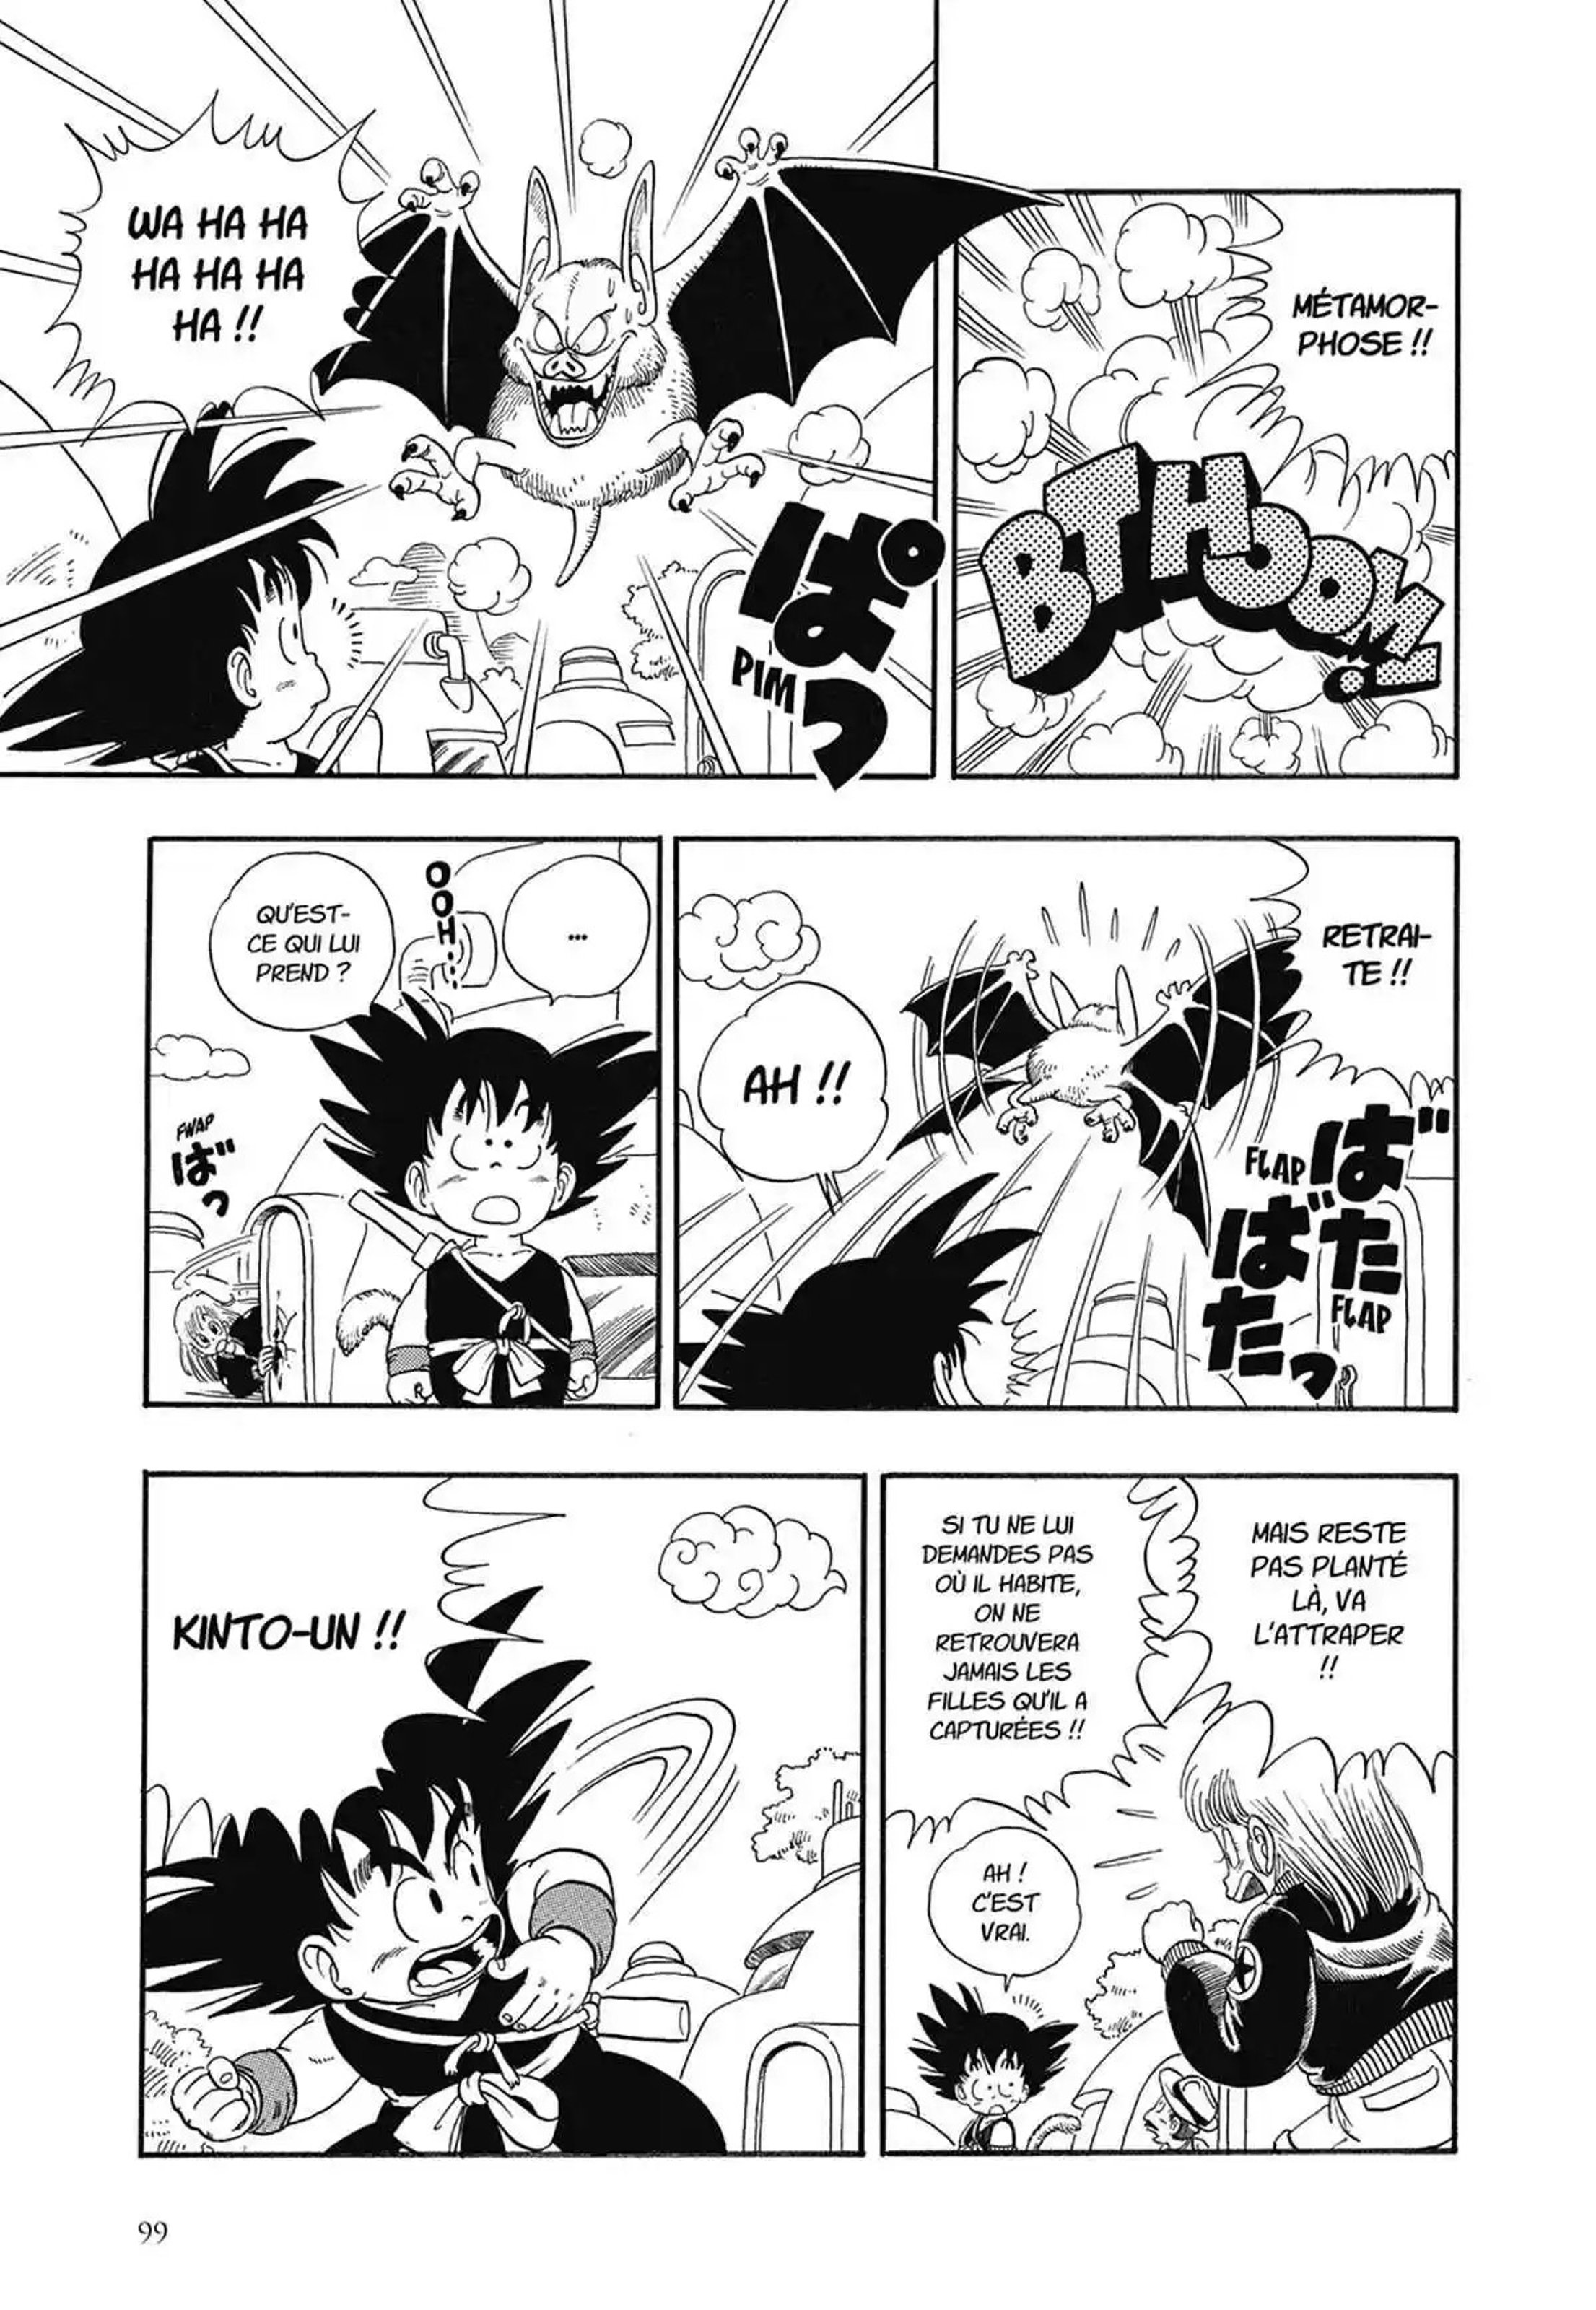 MÉTAMOR-
PHOSE !!
BTHOOM!
WA HA HA
HA HA HA
HA !!
ぱっ
PIM
RETRAI-
TE !!
AH !!
ばた
FLAP
ばたっ
FLAP
...
OOH...
QU'EST-
CE QUI LUI
PREND ?
FWAP
ばっ
MAIS RESTE
PAS PLANTÉ
LÀ, VA
L'ATTRAPER
!!
SI TU NE LUI
DEMANDES PAS
OÙ IL HABITE,
ON NE
RETROUVERA
JAMAIS LES
FILLES QU'IL A
CAPTURÉES !!
AH !
C'EST
VRAI.
KINTO-UN !!
99